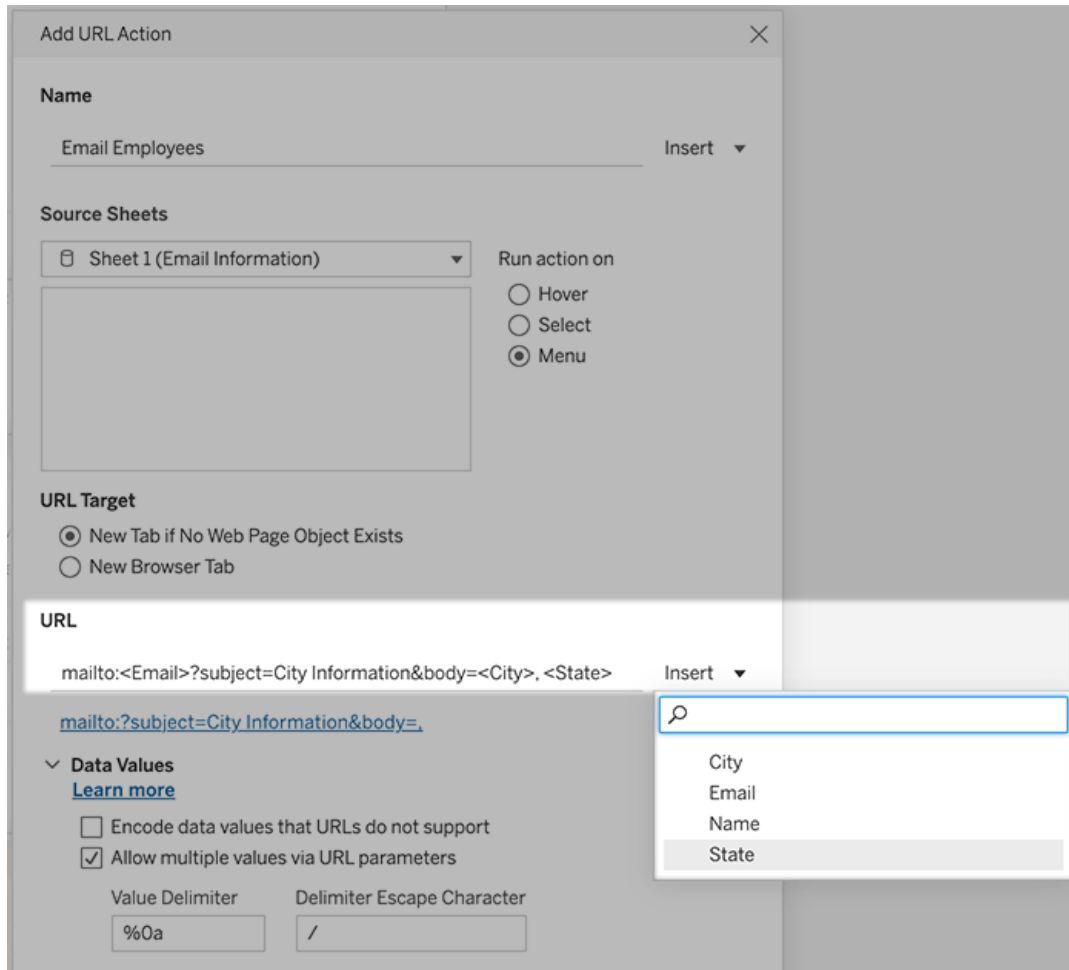 Add URL Action
Name
Email Employees Insert
Source Sheets
Sheet 1 (Email Information) Run action on
Hover
Select
Menu
URL Target
New Tab if No Web Page Object Exists
New Browser Tab
URL
mailto:<Email>?subject=City Information&body=<City>, <State> Insert
mailto:?subject=City Information&body=,
Data Values
Learn more
City
Email
Name
State
Encode data values that URLs do not support
Allow multiple values via URL parameters
Value Delimiter Delimiter Escape Character
%0a /